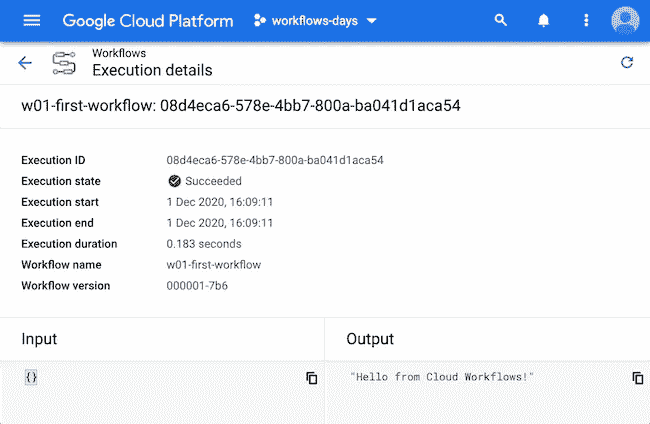 Google Cloud Platform workflows-days
Workflows
Execution details
w01-first-workflow: 08d4eca6-578e-4bb7-800a-ba041d1aca54
Execution ID 08d4eca6-578e-4bb7-800a-ba041d1aca54
Execution state Succeeded
Execution start 1 Dec 2020, 16:09:11
Execution end 1 Dec 2020, 16:09:11
Execution duration 0.183 seconds
Workflow name w01-first-workflow
Workflow version 000001-7b6
Input Output
{} "Hello from Cloud Workflows!"